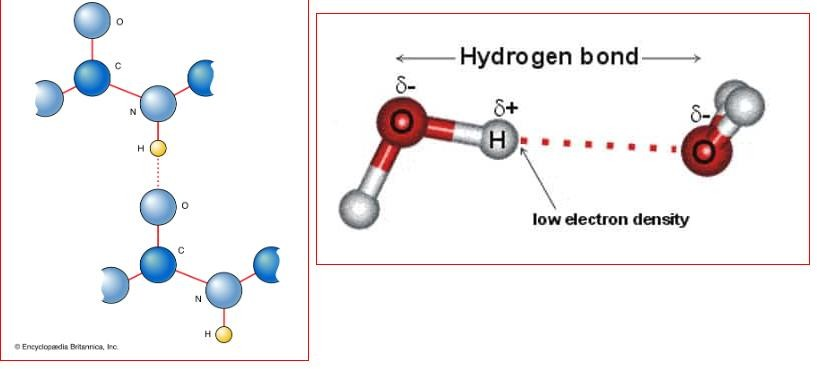 O
C
N
H
O
C
N
H
© Encyclopædia Britannica, Inc.
Hydrogen bond
δ-
δ+
δ-
O
H
O
low electron density